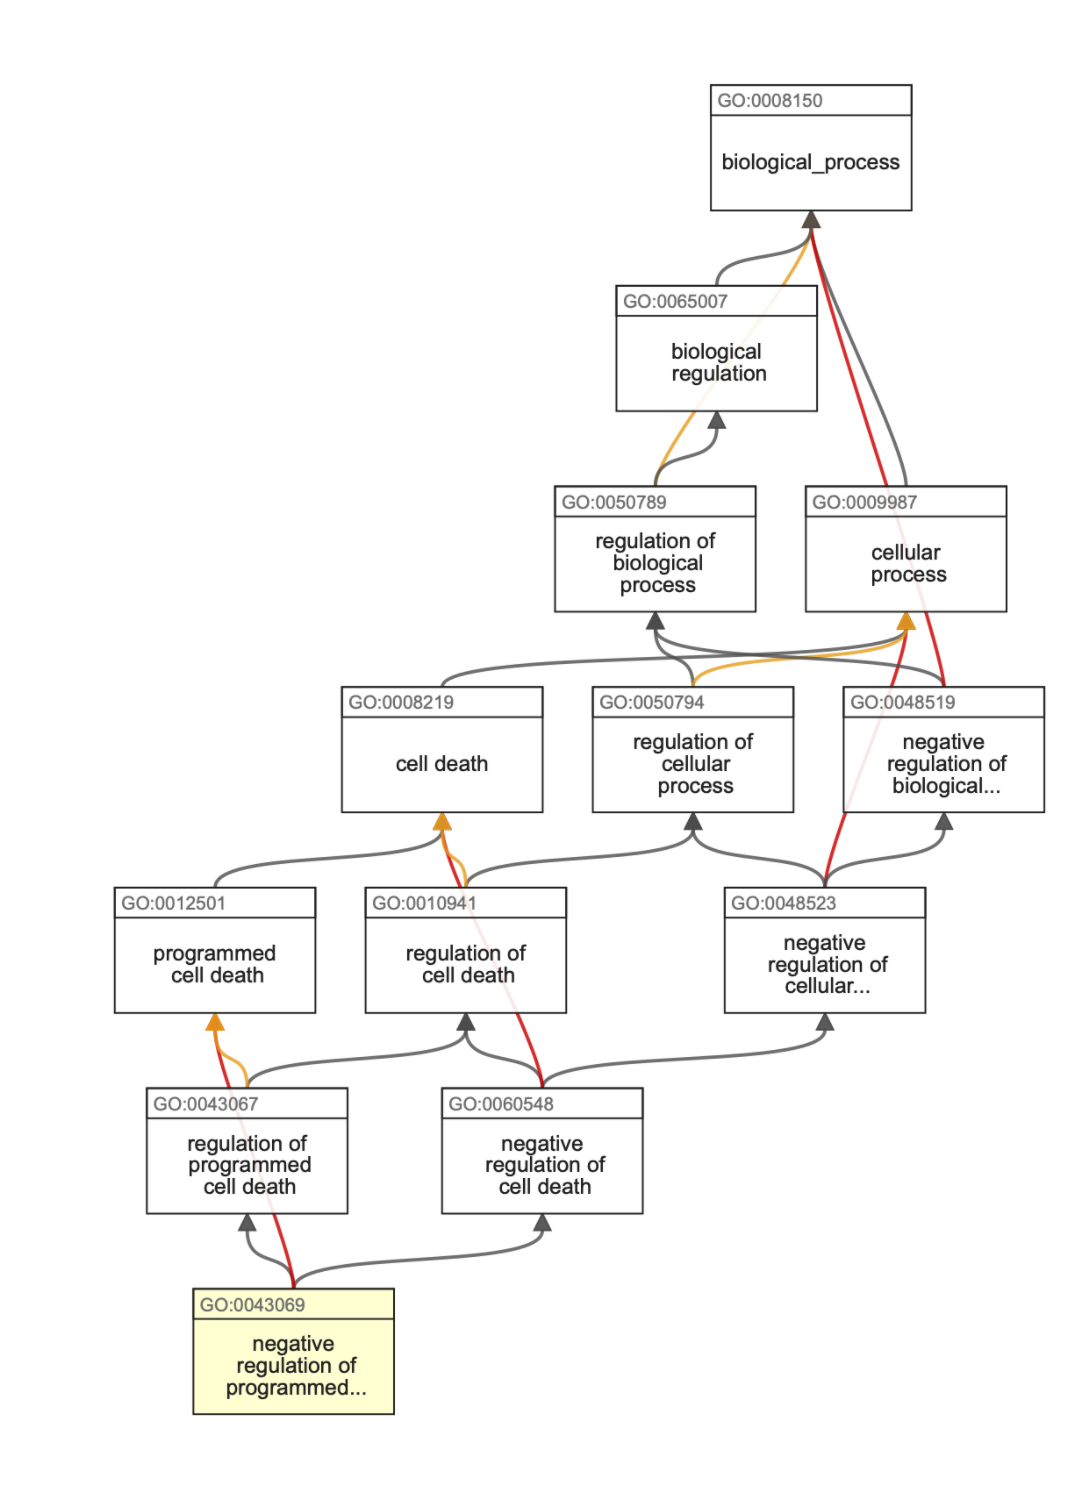 GO:0008150
biological_process
GO:0065007
biological
regulation
GO:0050789
regulation of
biological
process
GO:0009987
cellular
process
GO:0008219
cell death
GO:0050794
regulation of
cellular
process
GO:0048519
negative
regulation of
biological...
GO:0012501
programmed
cell death
GO:0010941
regulation of
cell death
GO:0048523
negative
regulation of
cellular...
GO:0043067
regulation of
programmed
cell death
GO:0060548
negative
regulation of
cell death
GO:0043069
negative
regulation of
programmed...